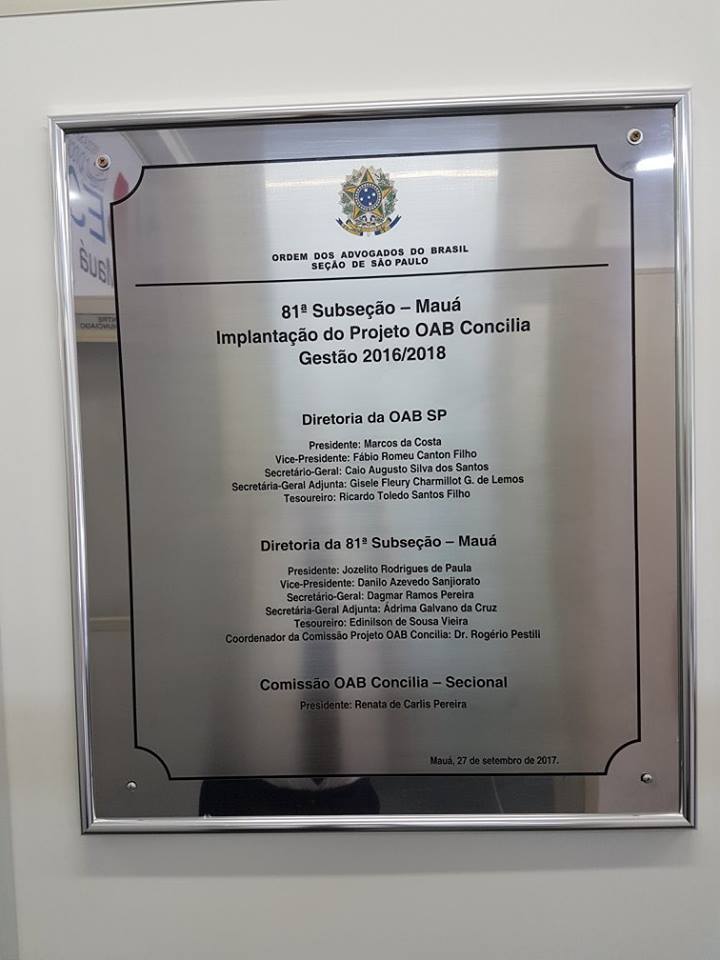 ORDEM DOS ADVOGADOS DO BRASIL
SEÇÃO DE SÃO PAULO
81ª Subseção – Mauá
Implantação do Projeto OAB Concilia
Gestão 2016/2018
Diretoria da OAB SP
Presidente: Marcos da Costa
Vice-Presidente: Fábio Romeu Canton Filho
Secretário-Geral: Caio Augusto Silva dos Santos
Secretária-Geral Adjunta: Gisele Fleury Charmillot G. de Lemos
Tesoureiro: Ricardo Toledo Santos Filho
Diretoria da 81ª Subseção – Mauá
Presidente: Jozelito Rodrigues de Paula
Vice-Presidente: Danilo Azevedo Sanjiorato
Secretário-Geral: Dagmar Ramos Pereira
Secretária-Geral Adjunta: Ádrima Galvano da Cruz
Tesoureiro: Edinilson de Sousa Vieira
Coordenador da Comissão Projeto OAB Concilia: Dr. Rogério Pestili
Comissão OAB Concilia – Secional
Presidente: Renata de Carlis Pereira
Mauá, 27 de setembro de 2017.
Mauá